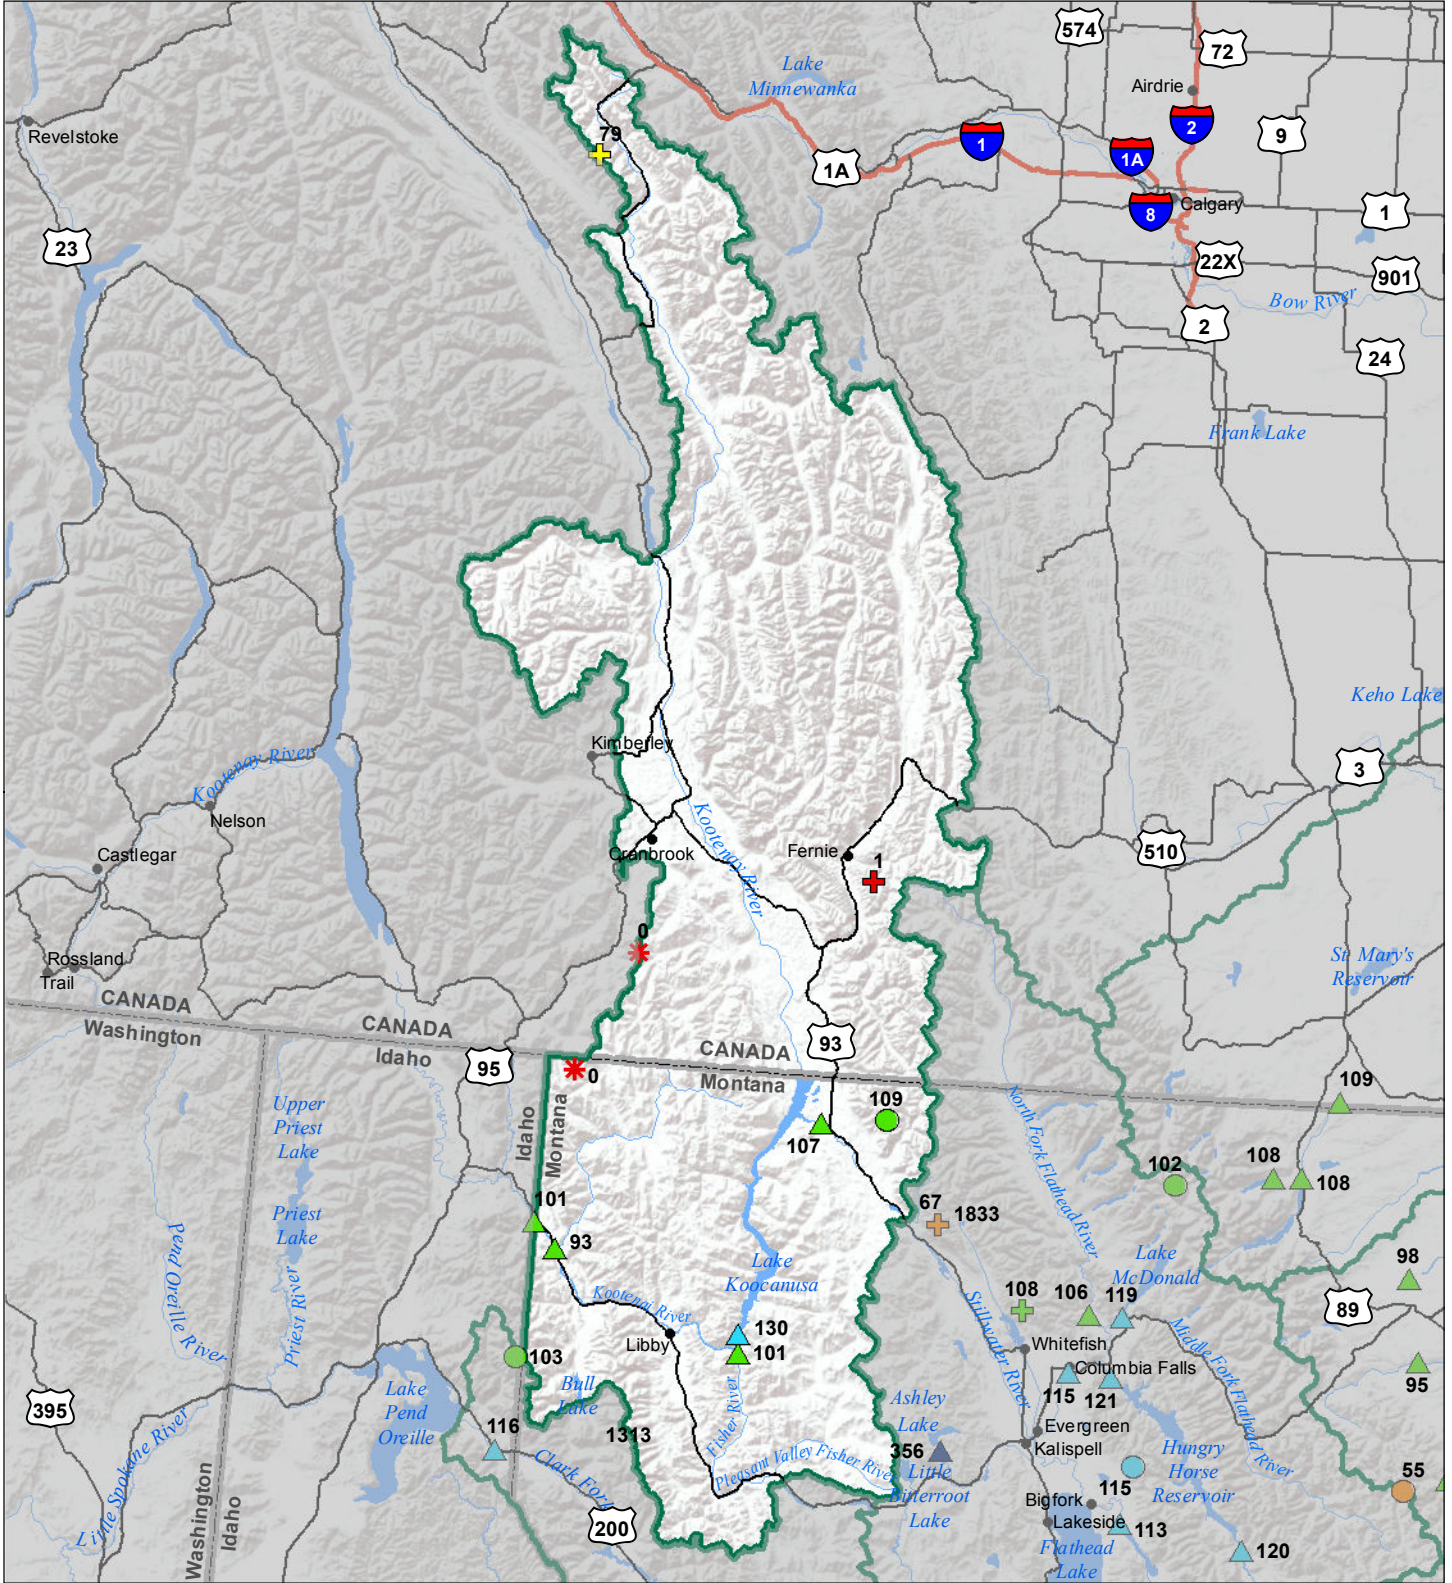 574
72
Lake
Minnewanka
Airdrie
2
9
Revelstoke
79
1
1A
1A
Calgary
8
1
23
22X
901
Bow River
2
24
Frank Lake
Keho Lake
Kimberley
3
Kootenay River
Nelson
Kootenay River
Cranbrook
Fernie
1
510
Castlegar
0
Rossland
Trail
St. Mary's
Reservoir
CANADA
Washington
CANADA
Idaho
95
93
CANADA
Montana
0
Upper
Priest
Lake
Idaho
Montana
109
107
North Fork Flathead River
109
102
108
108
101
93
67
1833
Priest
Lake
Pend Oreille River
Priest River
Lake
Koocanusa
Lake
McDonald
98
Kootenai River
108
106
119
89
Stillwater River
Middle Fork Flathead River
Libby
130
101
Whitefish
Columbia Falls
103
115
121
95
Bull
Lake
395
Lake
Pend
Oreille
Fisher River
Ashley
Lake
Evergreen
Kalispell
116
1313
Pleasant Valley Fisher River
356
Little
Bitterroot
Lake
Hungry
Horse
Reservoir
55
Little Spokane River
Clark Fork
200
Washington
Idaho
Bigfork
115
Lakeside
113
Flathead
Lake
120